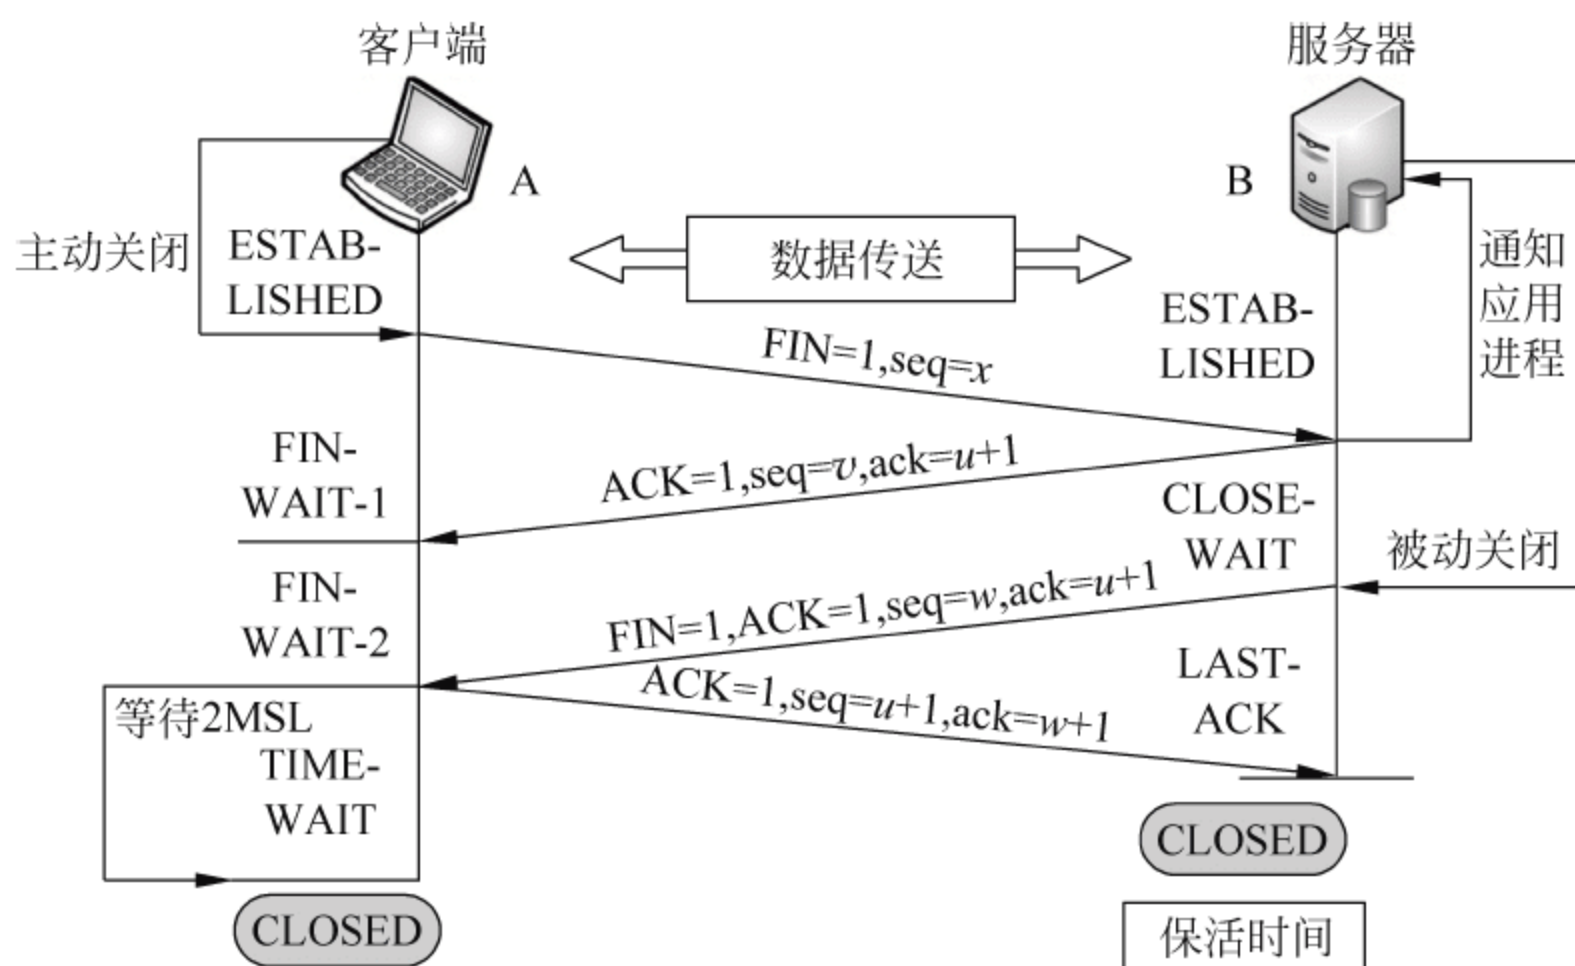 客户端
服务器
A
B
主动关闭
ESTAB-
LISHED
数据传送
通知
应用
进程
ESTAB-
LISHED
FIN=1,seq=x
FIN-
WAIT-1
ACK=1,seq=v,ack=u+1
CLOSE-
WAIT
被动关闭
FIN-
WAIT-2
FIN=1,ACK=1,seq=w,ack=u+1
LAST-
ACK
ACK=1,seq=u+1,ack=w+1
等待2MSL
TIME-
WAIT
CLOSED
CLOSED
保活时间